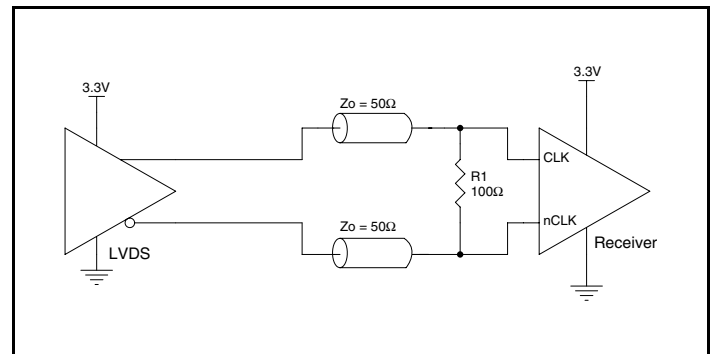 3.3V
3.3V
Zo = 50Ω
CLK
R1
100Ω
Zo = 50Ω
nCLK
LVDS
Receiver